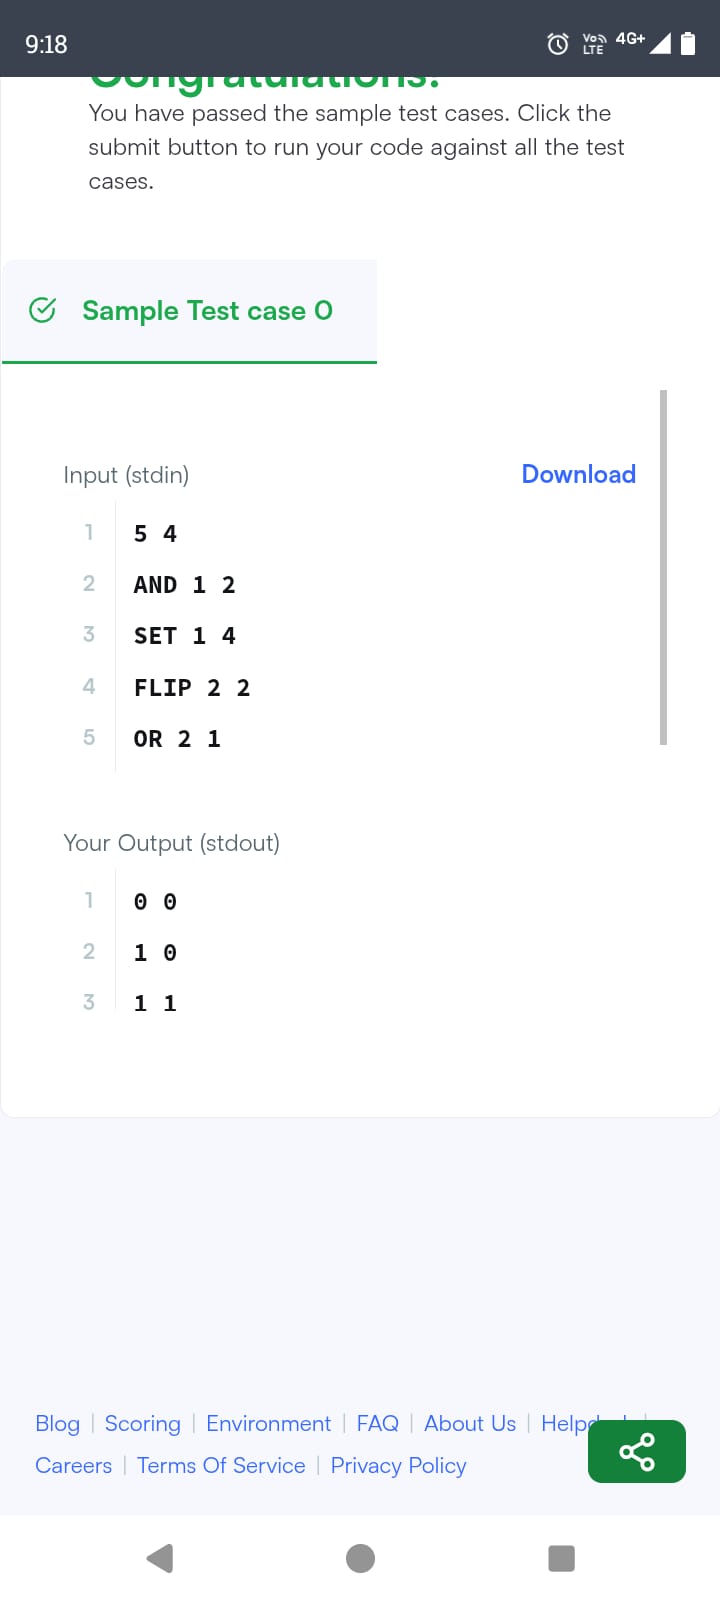 9:18
Vo LTE 4G+
Congratulations!
You have passed the sample test cases. Click the
submit button to run your code against all the test
cases.
Sample Test case 0
Input (stdin)
Download
1 5 4
2 AND 1 2
3 SET 1 4
4 FLIP 2 2
5 OR 2 1
Your Output (stdout)
1 0 0
2 1 0
3 1 1
Blog | Scoring | Environment | FAQ | About Us |
Careers | Terms Of Service | Privacy Policy